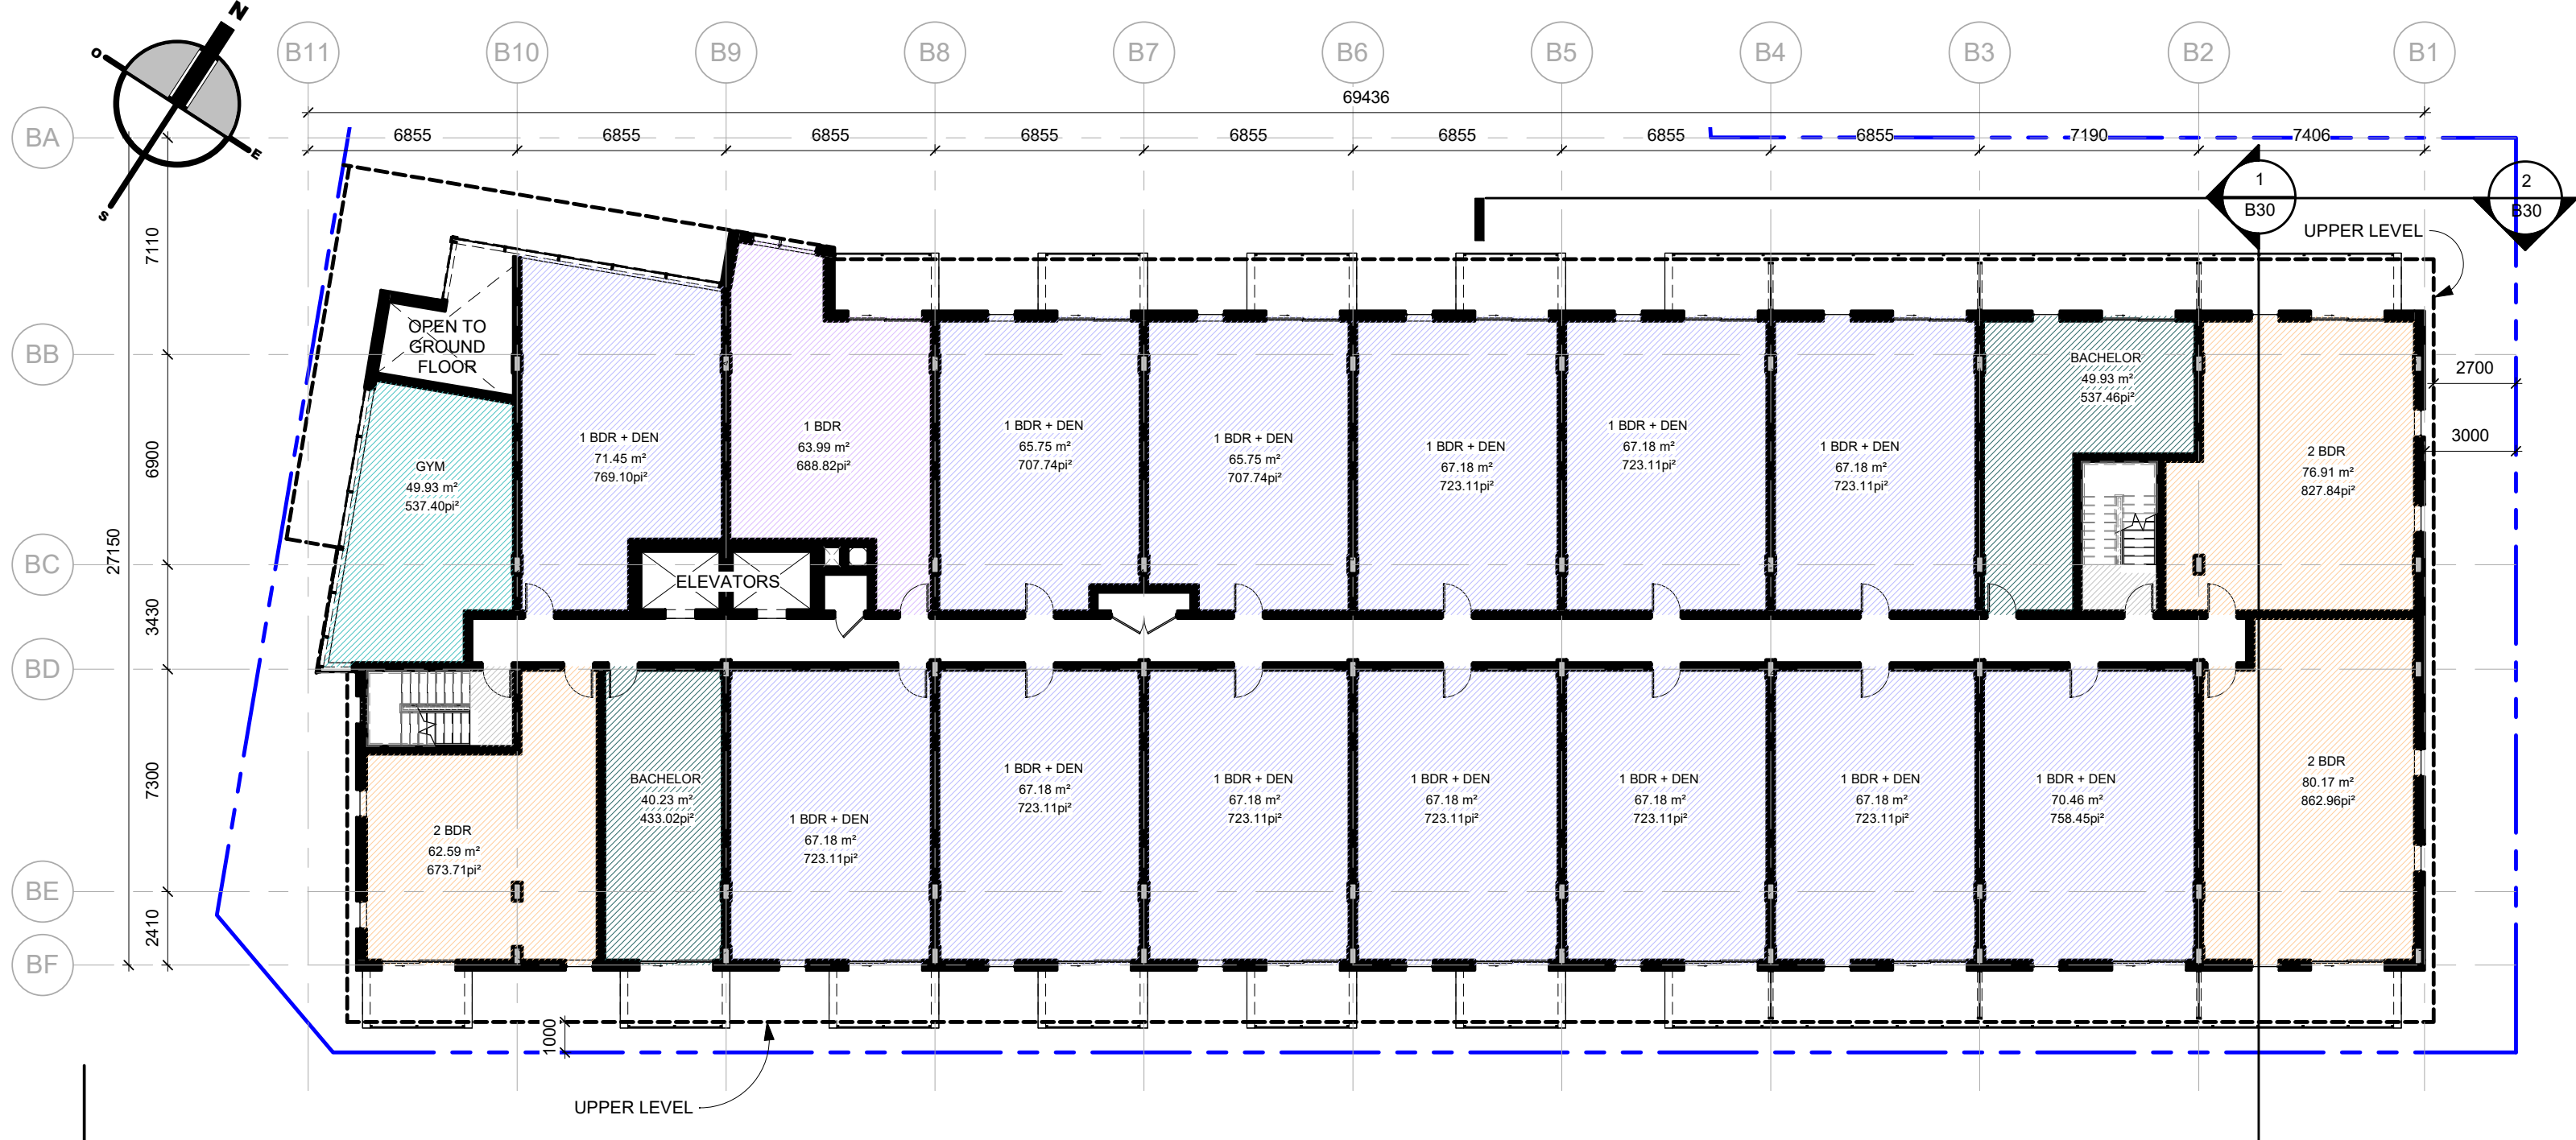 N
O
E
S
B11 B10 B9 B8 B7 B6 B5 B4 B3 B2 B1
69436
6855 6855 6855 6855 6855 6855 6855 6855 7190 7406
BA
BB
BC
BD
BE
BF
27150
7110
6900
3430
7300
2410
1
B30
2
B30
UPPER LEVEL
2700
3000
OPEN TO
GROUND
FLOOR
GYM
49.93 m²
537.40pi²
1 BDR + DEN
71.45 m²
769.10pi²
1 BDR
63.99 m²
688.82pi²
1 BDR + DEN
65.75 m²
707.74pi²
1 BDR + DEN
65.75 m²
707.74pi²
1 BDR + DEN
67.18 m²
723.11pi²
1 BDR + DEN
67.18 m²
723.11pi²
1 BDR + DEN
67.18 m²
723.11pi²
BACHELOR
49.93 m²
537.46pi²
2 BDR
76.91 m²
827.84pi²
ELEVATORS
2 BDR
62.59 m²
673.71pi²
BACHELOR
40.23 m²
433.02pi²
1 BDR + DEN
67.18 m²
723.11pi²
1 BDR + DEN
67.18 m²
723.11pi²
1 BDR + DEN
67.18 m²
723.11pi²
1 BDR + DEN
67.18 m²
723.11pi²
1 BDR + DEN
67.18 m²
723.11pi²
1 BDR + DEN
67.18 m²
723.11pi²
1 BDR + DEN
70.46 m²
758.45pi²
2 BDR
80.17 m²
862.96pi²
1000
UPPER LEVEL